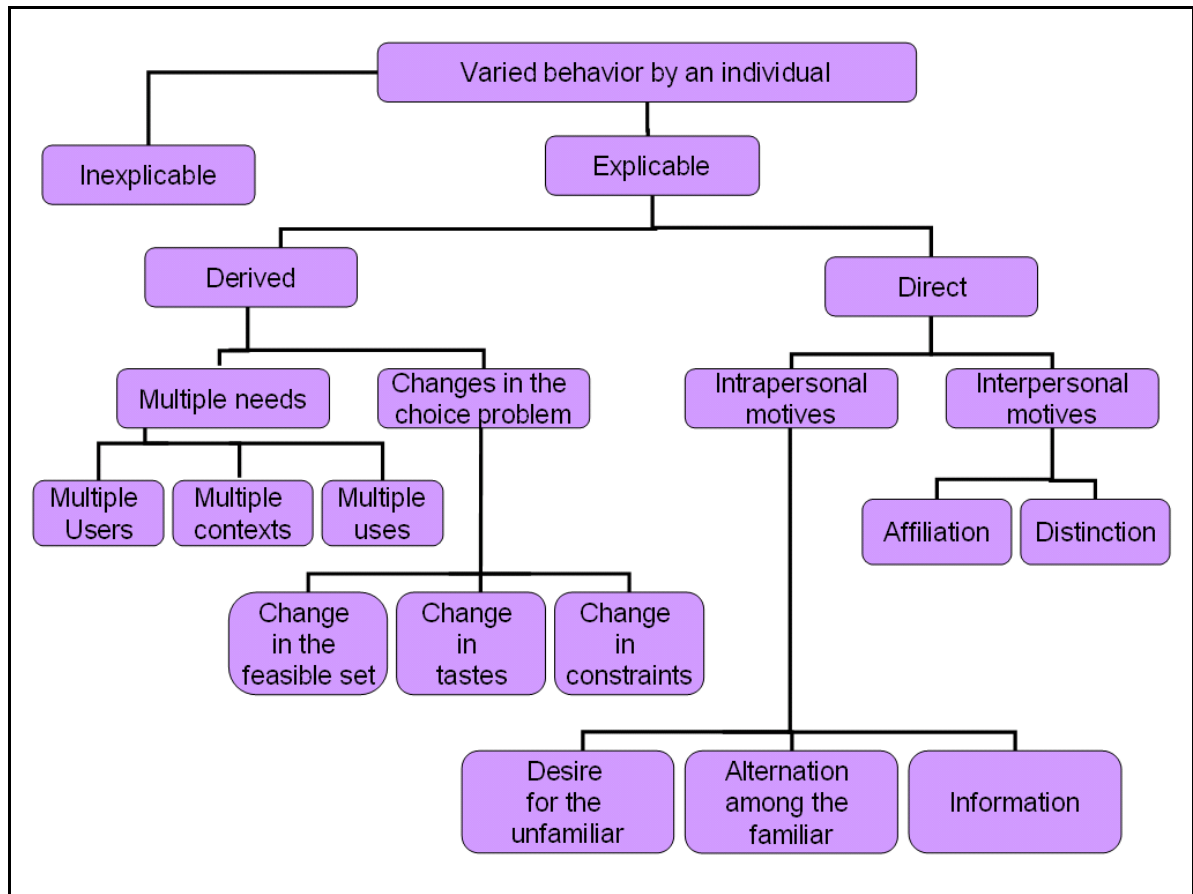 Varied behavior by an individual
Inexplicable
Explicable
Derived
Direct
Multiple needs
Changes in the
choice problem
Intrapersonal
motives
Interpersonal
motives
Multiple
Users
Multiple
contexts
Multiple
uses
Affiliation
Distinction
Change
in the
feasible set
Change
in
tastes
Change
in
constraints
Desire
for the
unfamiliar
Alternation
among the
familiar
Information